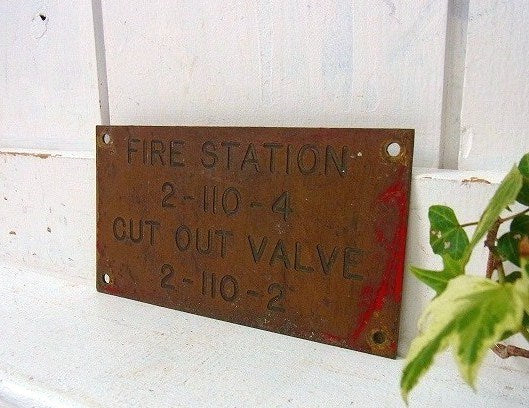 FIRE STATION
2-110-4
CUT OUT VALVE
2-110-2